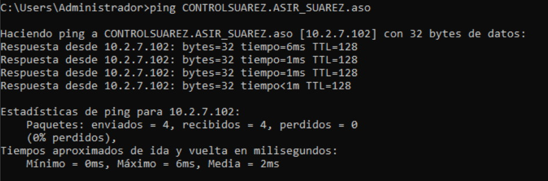 C:\Users\Administrador>ping CONTROLSUAREZ.ASIR_SUAREZ.aso
Haciendo ping a CONTROLSUAREZ.ASIR_SUAREZ.aso [10.2.7.102] con 32 bytes de datos:
Respuesta desde 10.2.7.102: bytes=32 tiempo=6ms TTL=128
Respuesta desde 10.2.7.102: bytes=32 tiempo=1ms TTL=128
Respuesta desde 10.2.7.102: bytes=32 tiempo=1ms TTL=128
Respuesta desde 10.2.7.102: bytes=32 tiempo<1m TTL=128
Estadísticas de ping para 10.2.7.102:
    Paquetes: enviados = 4, recibidos = 4, perdidos = 0
    (0% perdidos),
Tiempos aproximados de ida y vuelta en milisegundos:
    Mínimo = 0ms, Máximo = 6ms, Media = 2ms